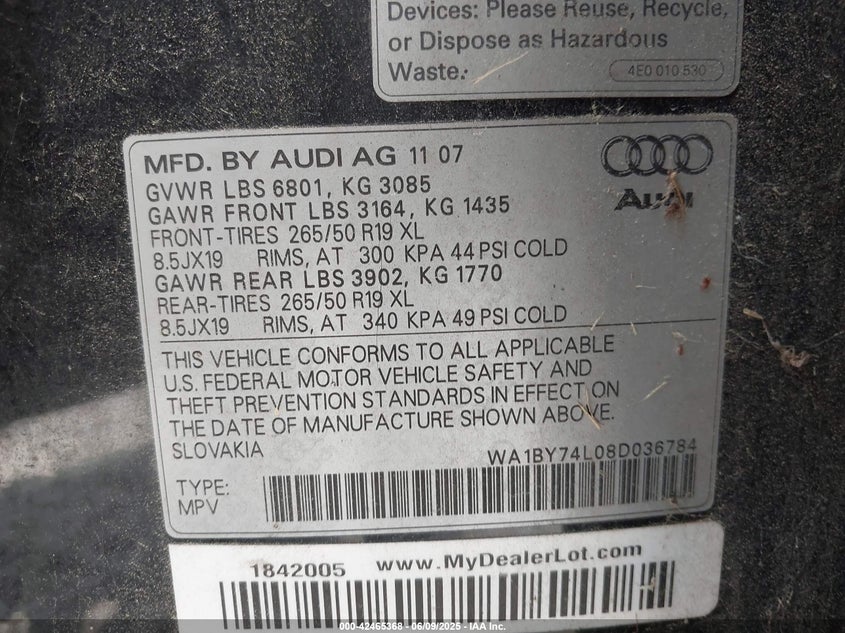 Devices: Please Reuse, Recycle,
or Dispose as Hazardous
Waste.
4E0 010 530
MFD. BY AUDI AG 11 07
GVWR LBS 6801, KG 3085
GAWR FRONT LBS 3164, KG 1435
FRONT-TIRES 265/50 R19 XL
8.5JX19 RIMS, AT 300 KPA 44 PSI COLD
GAWR REAR LBS 3902, KG 1770
REAR-TIRES 265/50 R19 XL
8.5JX19 RIMS, AT 340 KPA 49 PSI COLD
Audi
THIS VEHICLE CONFORMS TO ALL APPLICABLE
U.S. FEDERAL MOTOR VEHICLE SAFETY AND
THEFT PREVENTION STANDARDS IN EFFECT ON
THE DATE OF MANUFACTURE SHOWN ABOVE.
SLOVAKIA
WA1BY74L08D036784
TYPE:
MPV
1842005 www.MyDealerLot.com
000-42465368 - 06/09/2025 - IAA Inc.